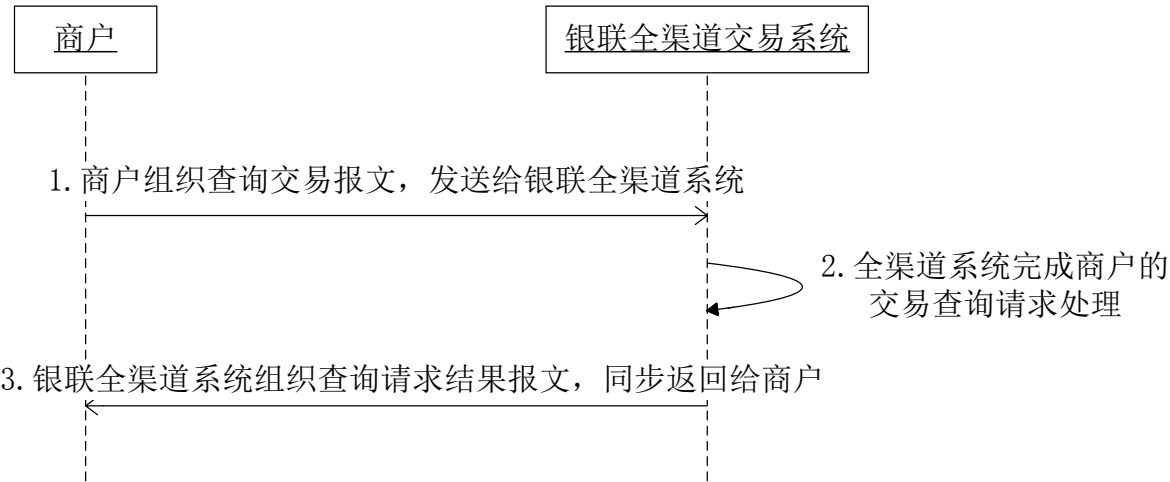 商户
银联全渠道交易系统
1.商户组织查询交易报文，发送给银联全渠道系统
2.全渠道系统完成商户的
交易查询请求处理
3.银联全渠道系统组织查询请求结果报文，同步返回给商户